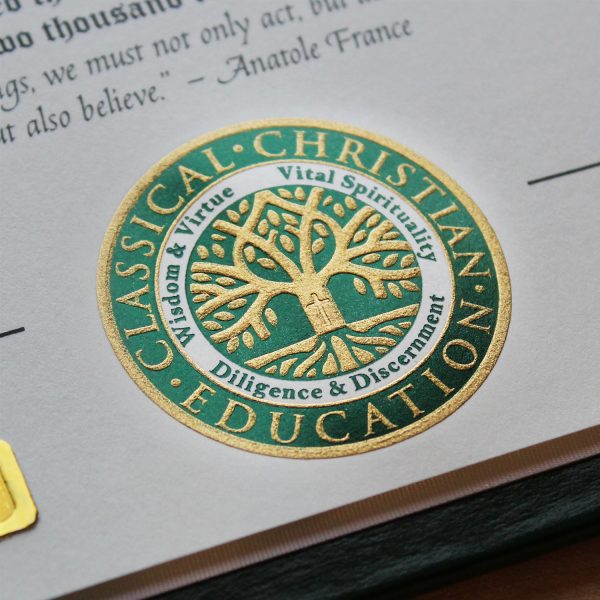 two thousand
we must not only act, but
also believe." – Anatole France
CLASSICAL · CHRISTIAN · EDUCATION ·
Wisdom & Virtue
Vital Spirituality
Diligence & Discernment